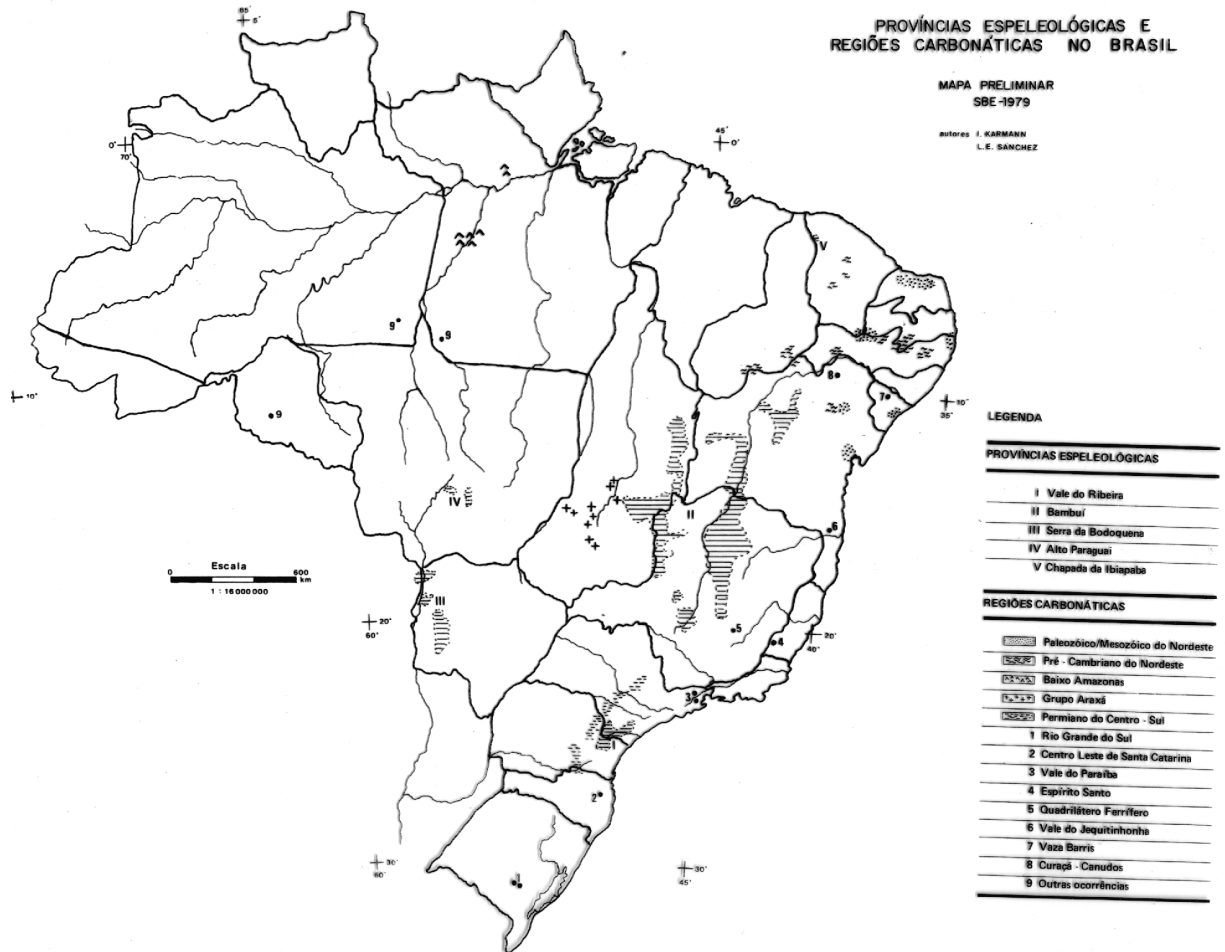 PROVÍNCIAS ESPELEOLÓGICAS E
REGIÕES CARBONÁTICAS NO BRASIL
MAPA PRELIMINAR
SBE-1979
autores I. KARMANN
L.E. SÁNCHEZ
65°
5°
0°
70°
45°
0°
V
9
9
9
8
7
10°
10°
35°
IV
II
6
Escala
0
600
km
1 : 16 000 000
III
20°
60°
5
4
20°
40°
3
I
2
30°
60°
30°
45°
1
LEGENDA
PROVÍNCIAS ESPELEOLÓGICAS
I Vale do Ribeira
II Bambuí
III Serra da Bodoquena
IV Alto Paraguai
V Chapada da Ibiapaba
REGIÕES CARBONÁTICAS
Paleozóico/Mesozóico do Nordeste
Pré - Cambriano do Nordeste
Baixo Amazonas
Grupo Araxá
Permiano do Centro - Sul
1 Rio Grande do Sul
2 Centro Leste de Santa Catarina
3 Vale do Paraíba
4 Espírito Santo
5 Quadrilátero Ferrífero
6 Vale do Jequitinhonha
7 Vaza Barris
8 Curaçá - Canudos
9 Outras ocorrências